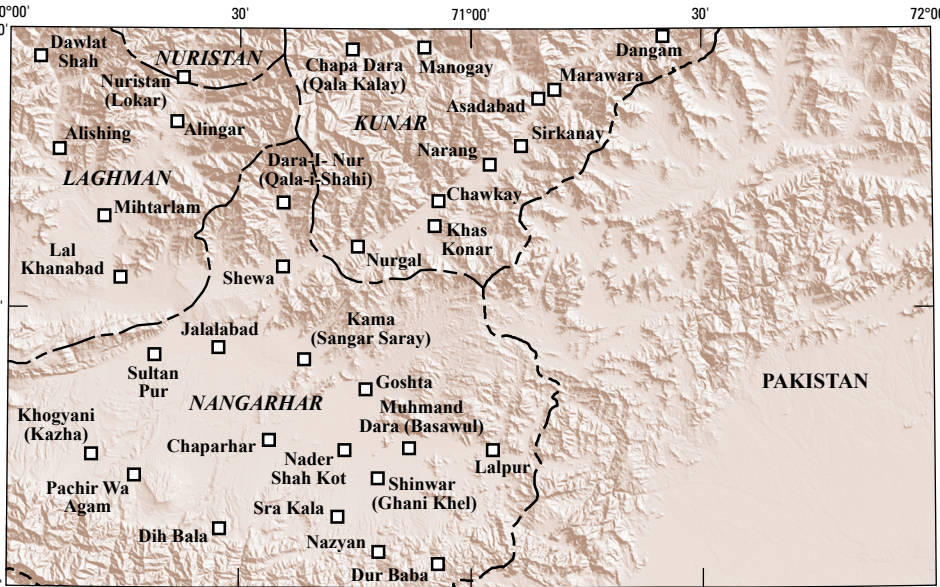 0°00'
30'
71°00'
30'
72°00'
0'
Dawlat
Shah
NURISTAN
Nuristan
(Lokar)
Chapa Dara
(Qala Kalay)
Manogay
Dangam
Marawara
Asadabad
Alingar
KUNAR
Alishing
Sirkanay
Narang
Dara-I- Nur
(Qala-i-Shahi)
LAGHMAN
Mihtarlam
Chawkay
Khas
Konar
Lal
Khanabad
Nurgal
Shewa
Jalalabad
Kama
(Sangar Saray)
Sultan
Pur
PAKISTAN
Goshta
NANGARHAR
Muhmand
Dara (Basawul)
Khogyani
(Kazha)
Chaparhar
Nader
Shah Kot
Lalpur
Pachir Wa
Agam
Shinwar
(Ghani Khel)
Sra Kala
Dih Bala
Nazyan
Dur Baba